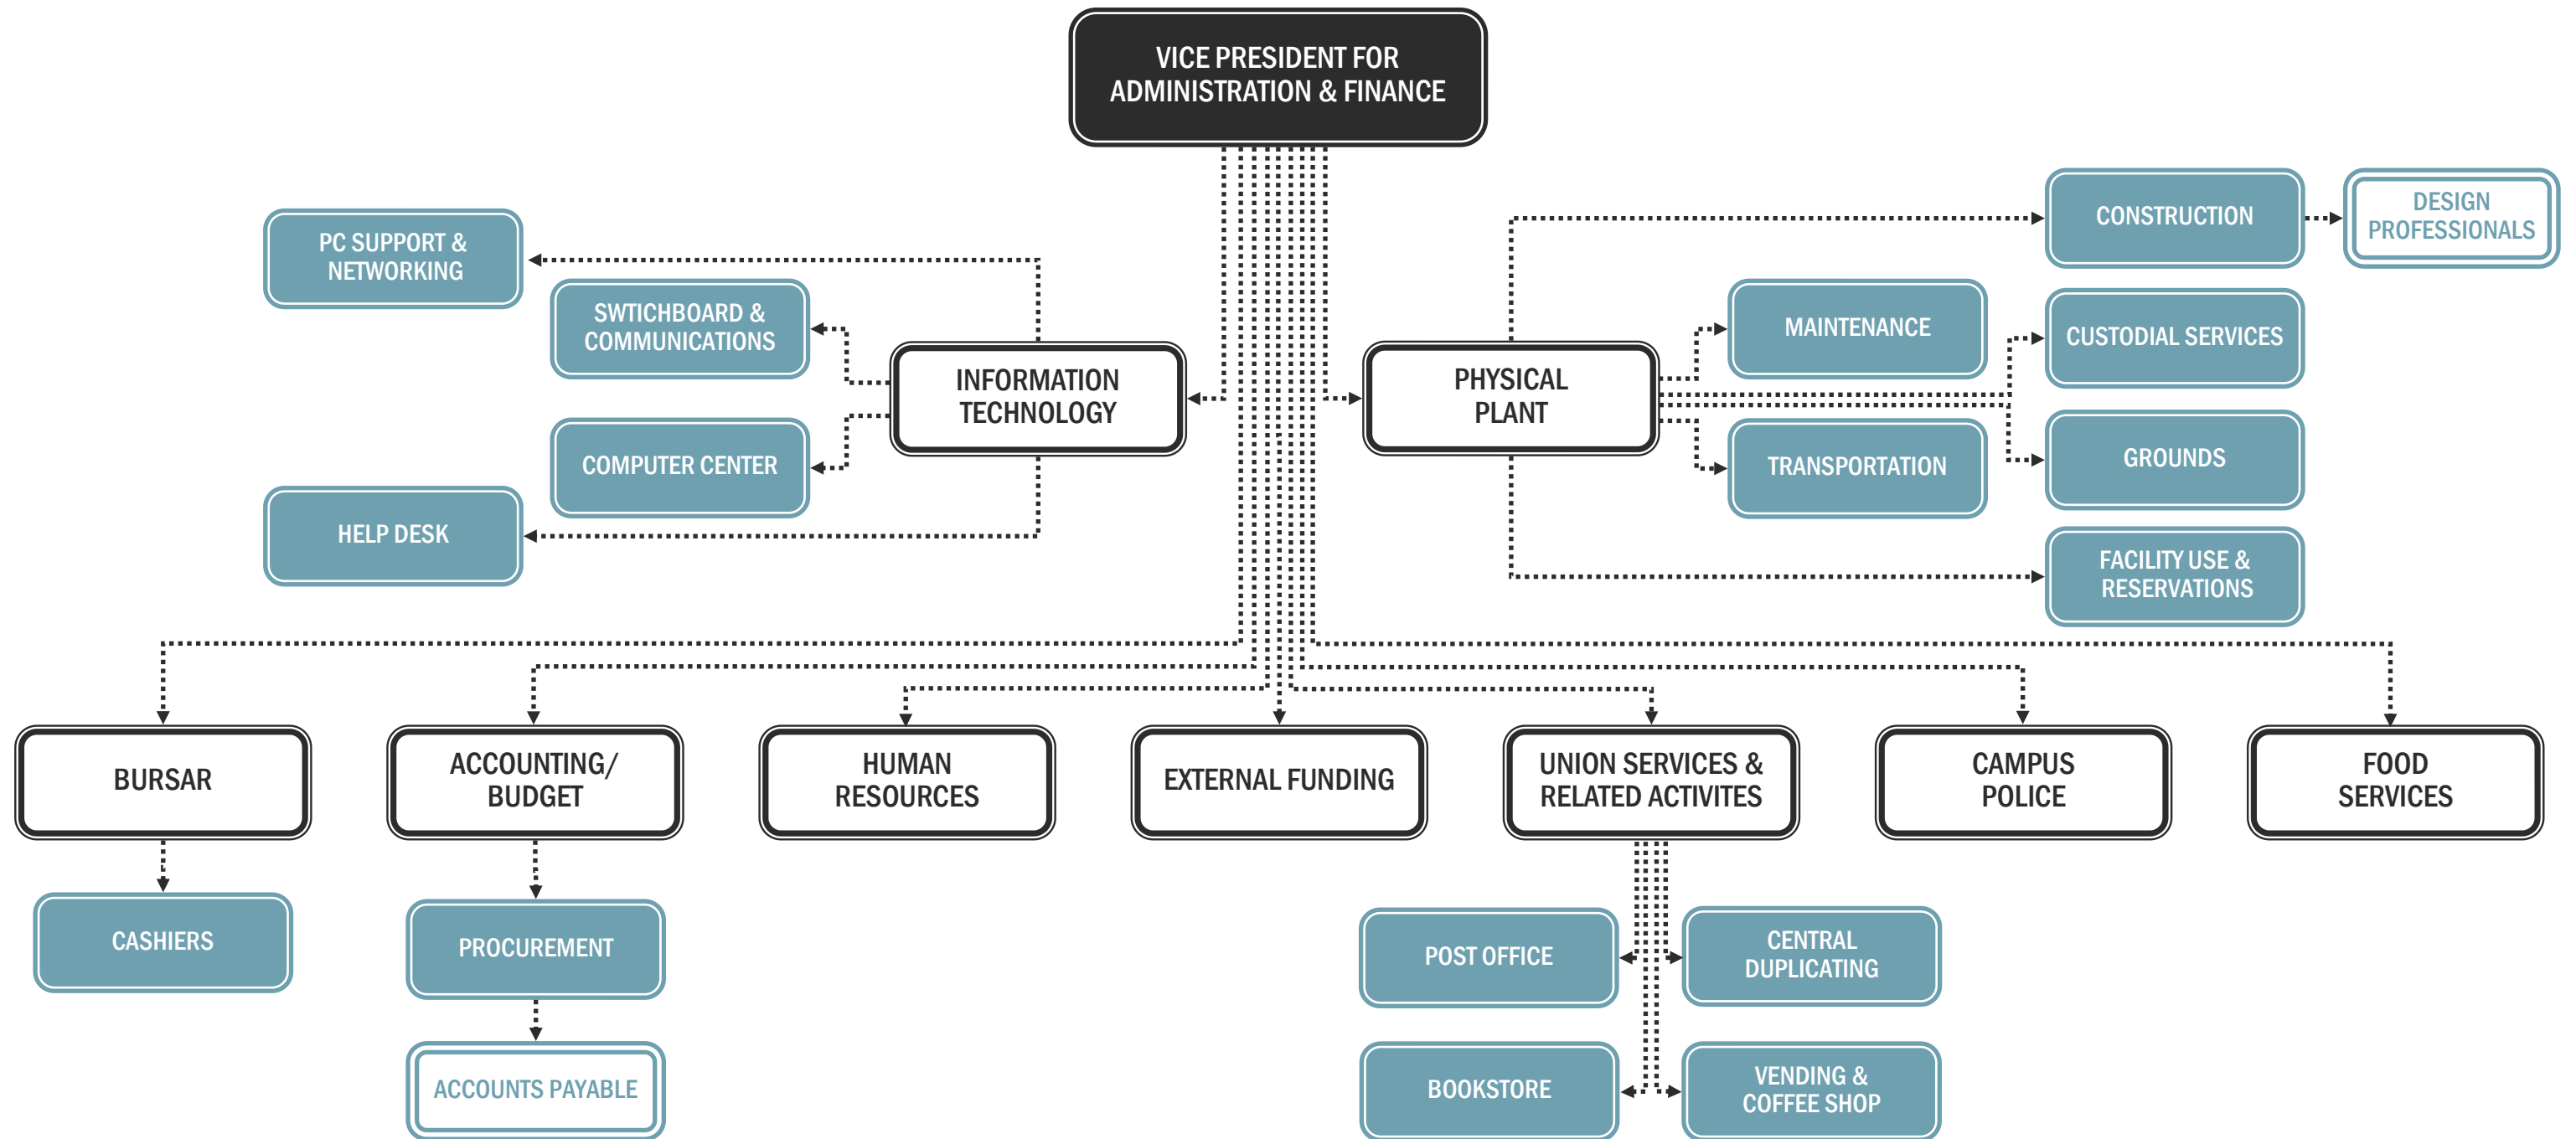 VICE PRESIDENT FOR
ADMINISTRATION & FINANCE
PC SUPPORT &
NETWORKING
SWTICHBOARD &
COMMUNICATIONS
INFORMATION
TECHNOLOGY
COMPUTER CENTER
HELP DESK
PHYSICAL
PLANT
CONSTRUCTION
DESIGN
PROFESSIONALS
MAINTENANCE
CUSTODIAL SERVICES
TRANSPORTATION
GROUNDS
FACILITY USE &
RESERVATIONS
BURSAR
ACCOUNTING/
BUDGET
HUMAN
RESOURCES
EXTERNAL FUNDING
UNION SERVICES &
RELATED ACTIVITES
CAMPUS
POLICE
FOOD
SERVICES
CASHIERS
PROCUREMENT
ACCOUNTS PAYABLE
POST OFFICE
CENTRAL
DUPLICATING
BOOKSTORE
VENDING &
COFFEE SHOP